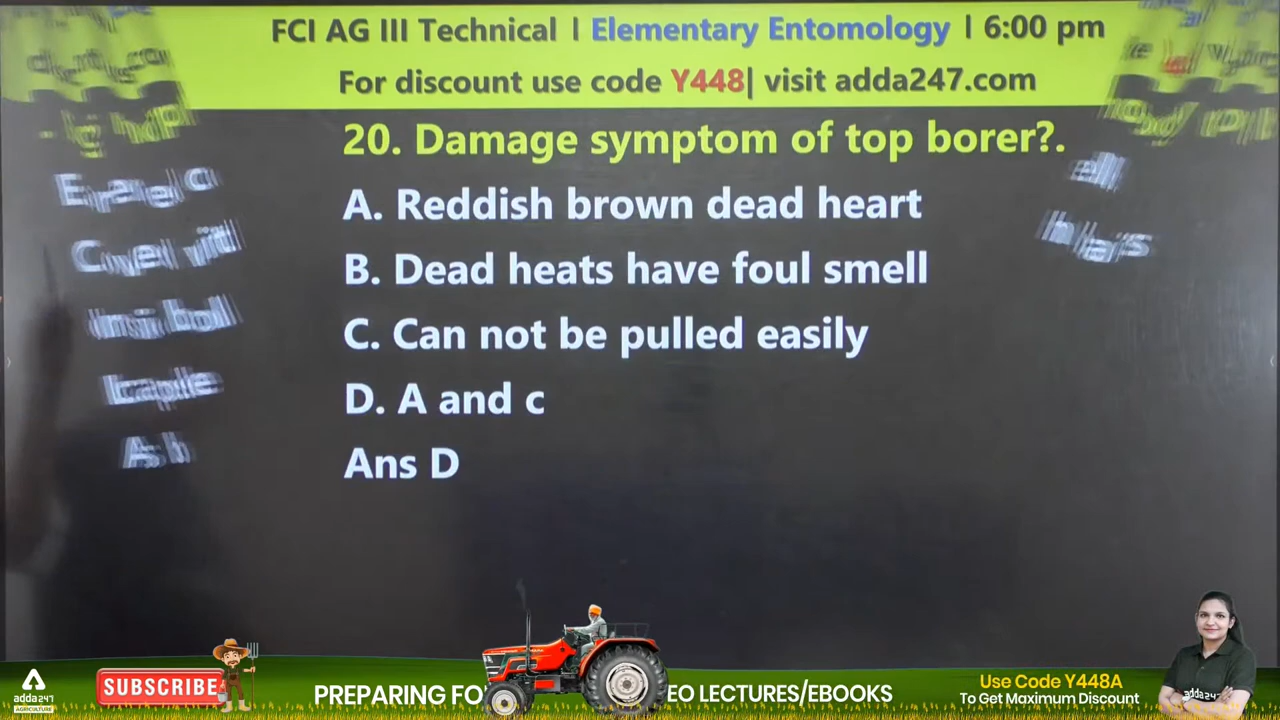 FCI AG III Technical l Elementary Entomology l 6:00 pm
For discount use code Y448| visit adda247.com
20. Damage symptom of top borer?.
A. Reddish brown dead heart
B. Dead heats have foul smell
C. Can not be pulled easily
D. A and c
Ans D
adda247
AGRICULTURE
SUBSCRIBE
PREPARING FO
EO LECTURES/EBOOKS
Use Code Y448A
To Get Maximum Discount
adda247